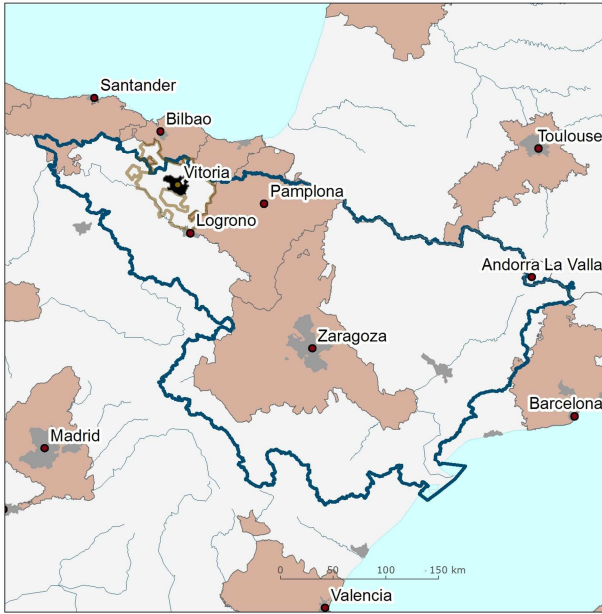 Santander
Bilbao
Toulouse
Vitoria
Pamplona
Logrono
Andorra La Valla
Zaragoza
Barcelona
Madrid
0 50 100 150 km
Valencia